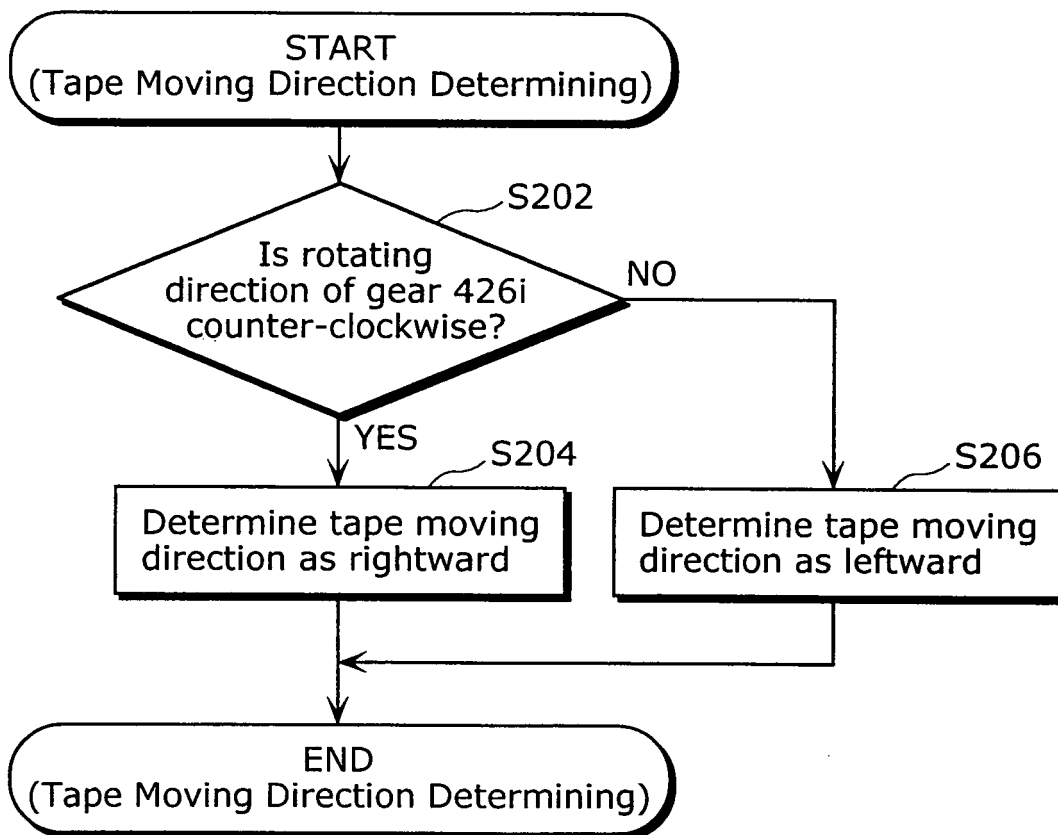 START
(Tape Moving Direction Determining)
S202
Is rotating
direction of gear 426i
counter-clockwise?
NO
YES
S204
Determine tape moving
direction as rightward
S206
Determine tape moving
direction as leftward
END
(Tape Moving Direction Determining)